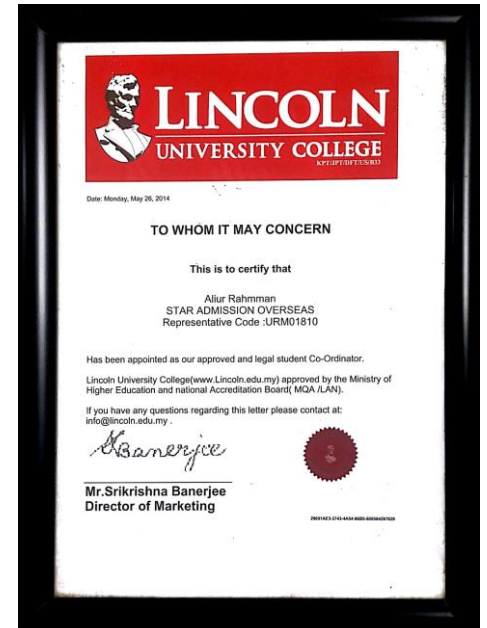 LINCOLN
UNIVERSITY COLLEGE
KPT/JPT/DFT/US/B33
Date: Monday, May 26, 2014
TO WHOM IT MAY CONCERN
This is to certify that
Aliur Rahmman
STAR ADMISSION OVERSEAS
Representative Code :URM01810
Has been appointed as our approved and legal student Co-Ordinator.
Lincoln University College(www.Lincoln.edu.my) approved by the Ministry of
Higher Education and national Accreditation Board( MQA /LAN).
If you have any questions regarding this letter please contact at:
info@lincoln.edu.my .
SBanerjee
Mr.Srikrishna Banerjee
Director of Marketing